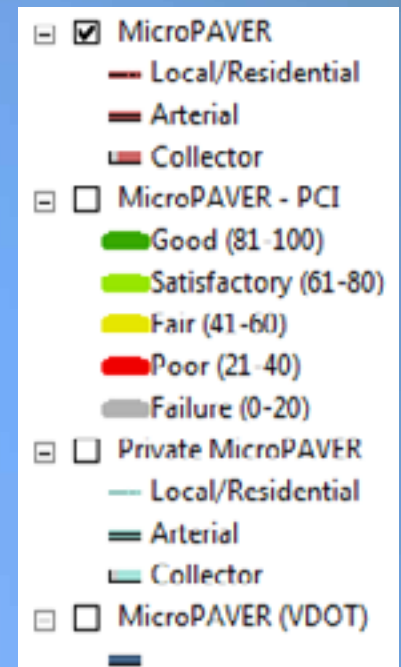 MicroPAVER
Local/Residential
Arterial
Collector
MicroPAVER - PCI
Good (81-100)
Satisfactory (61-80)
Fair (41-60)
Poor (21-40)
Failure (0-20)
Private MicroPAVER
Local/Residential
Arterial
Collector
MicroPAVER (VDOT)